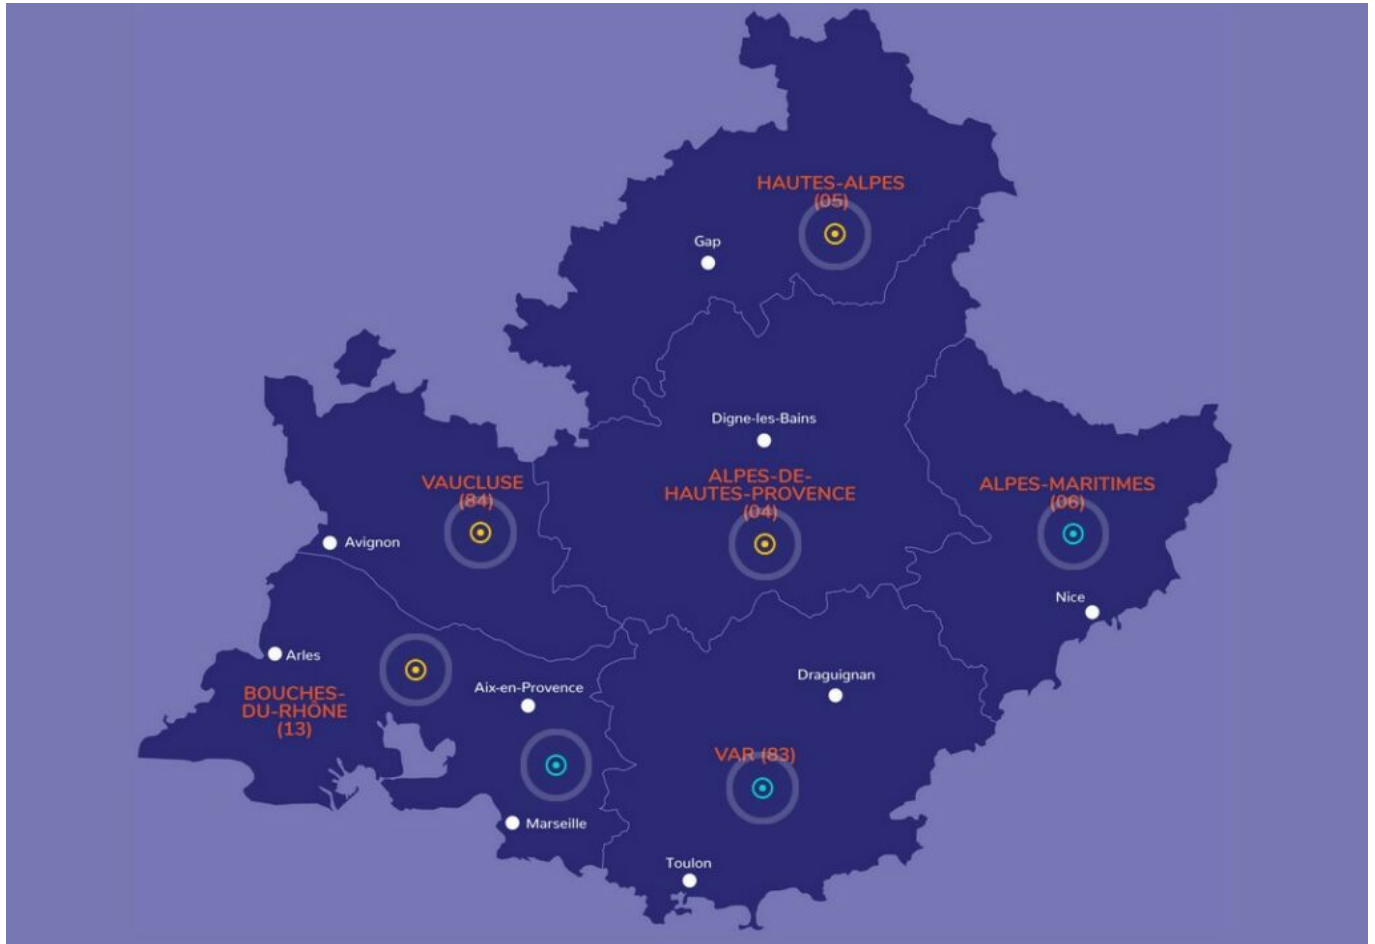 HAUTES-ALPES
(05)
Gap
Digne-les-Bains
VAUCLUSE
(84)
ALPES-DE-
HAUTES-PROVENCE
(04)
ALPES-MARITIMES
(06)
Avignon
Nice
Arles
BOUCHES-
DU-RHÔNE
(13)
Aix-en-Provence
Draguignan
VAR (83)
Marseille
Toulon